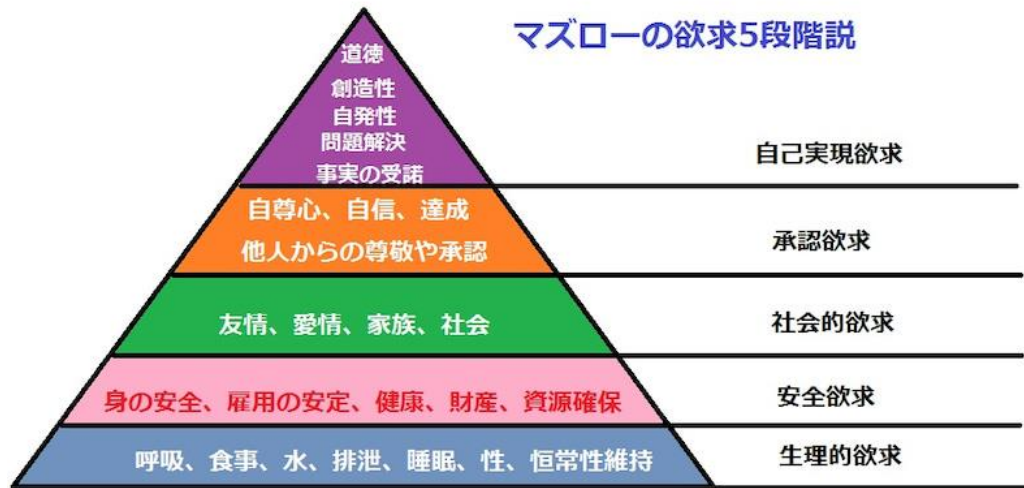 マズローの欲求5段階説
道徳
創造性
自発性
問題解決
事実の受諾
自己実現欲求
自尊心、自信、達成
他人からの尊敬や承認
承認欲求
友情、愛情、家族、社会
社会的欲求
身の安全、雇用の安定、健康、財産、資源確保
安全欲求
呼吸、食事、水、排泄、睡眠、性、恒常性維持
生理的欲求